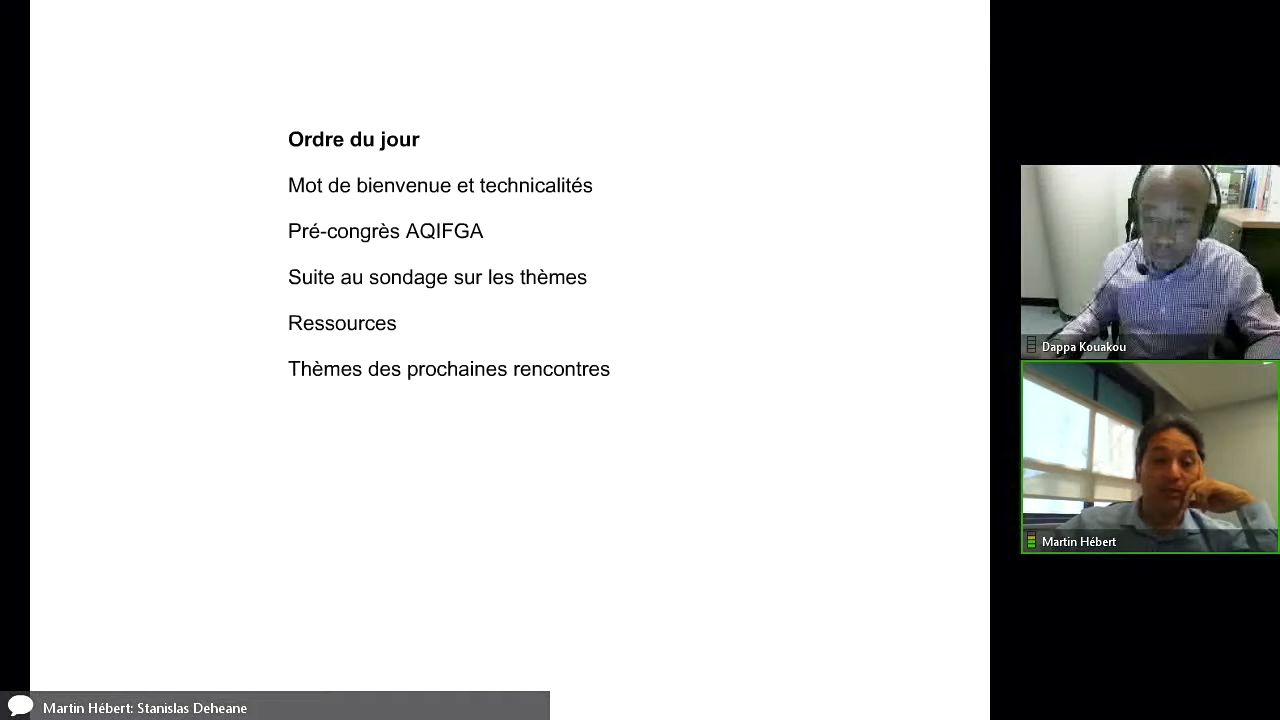 Ordre du jour
Mot de bienvenue et technicalités
Pré-congrès AQIFGA
Suite au sondage sur les thèmes
Ressources
Thèmes des prochaines rencontres
Dappa Kouakou
Martin Hébert
Martin Hébert: Stanislas Deheane